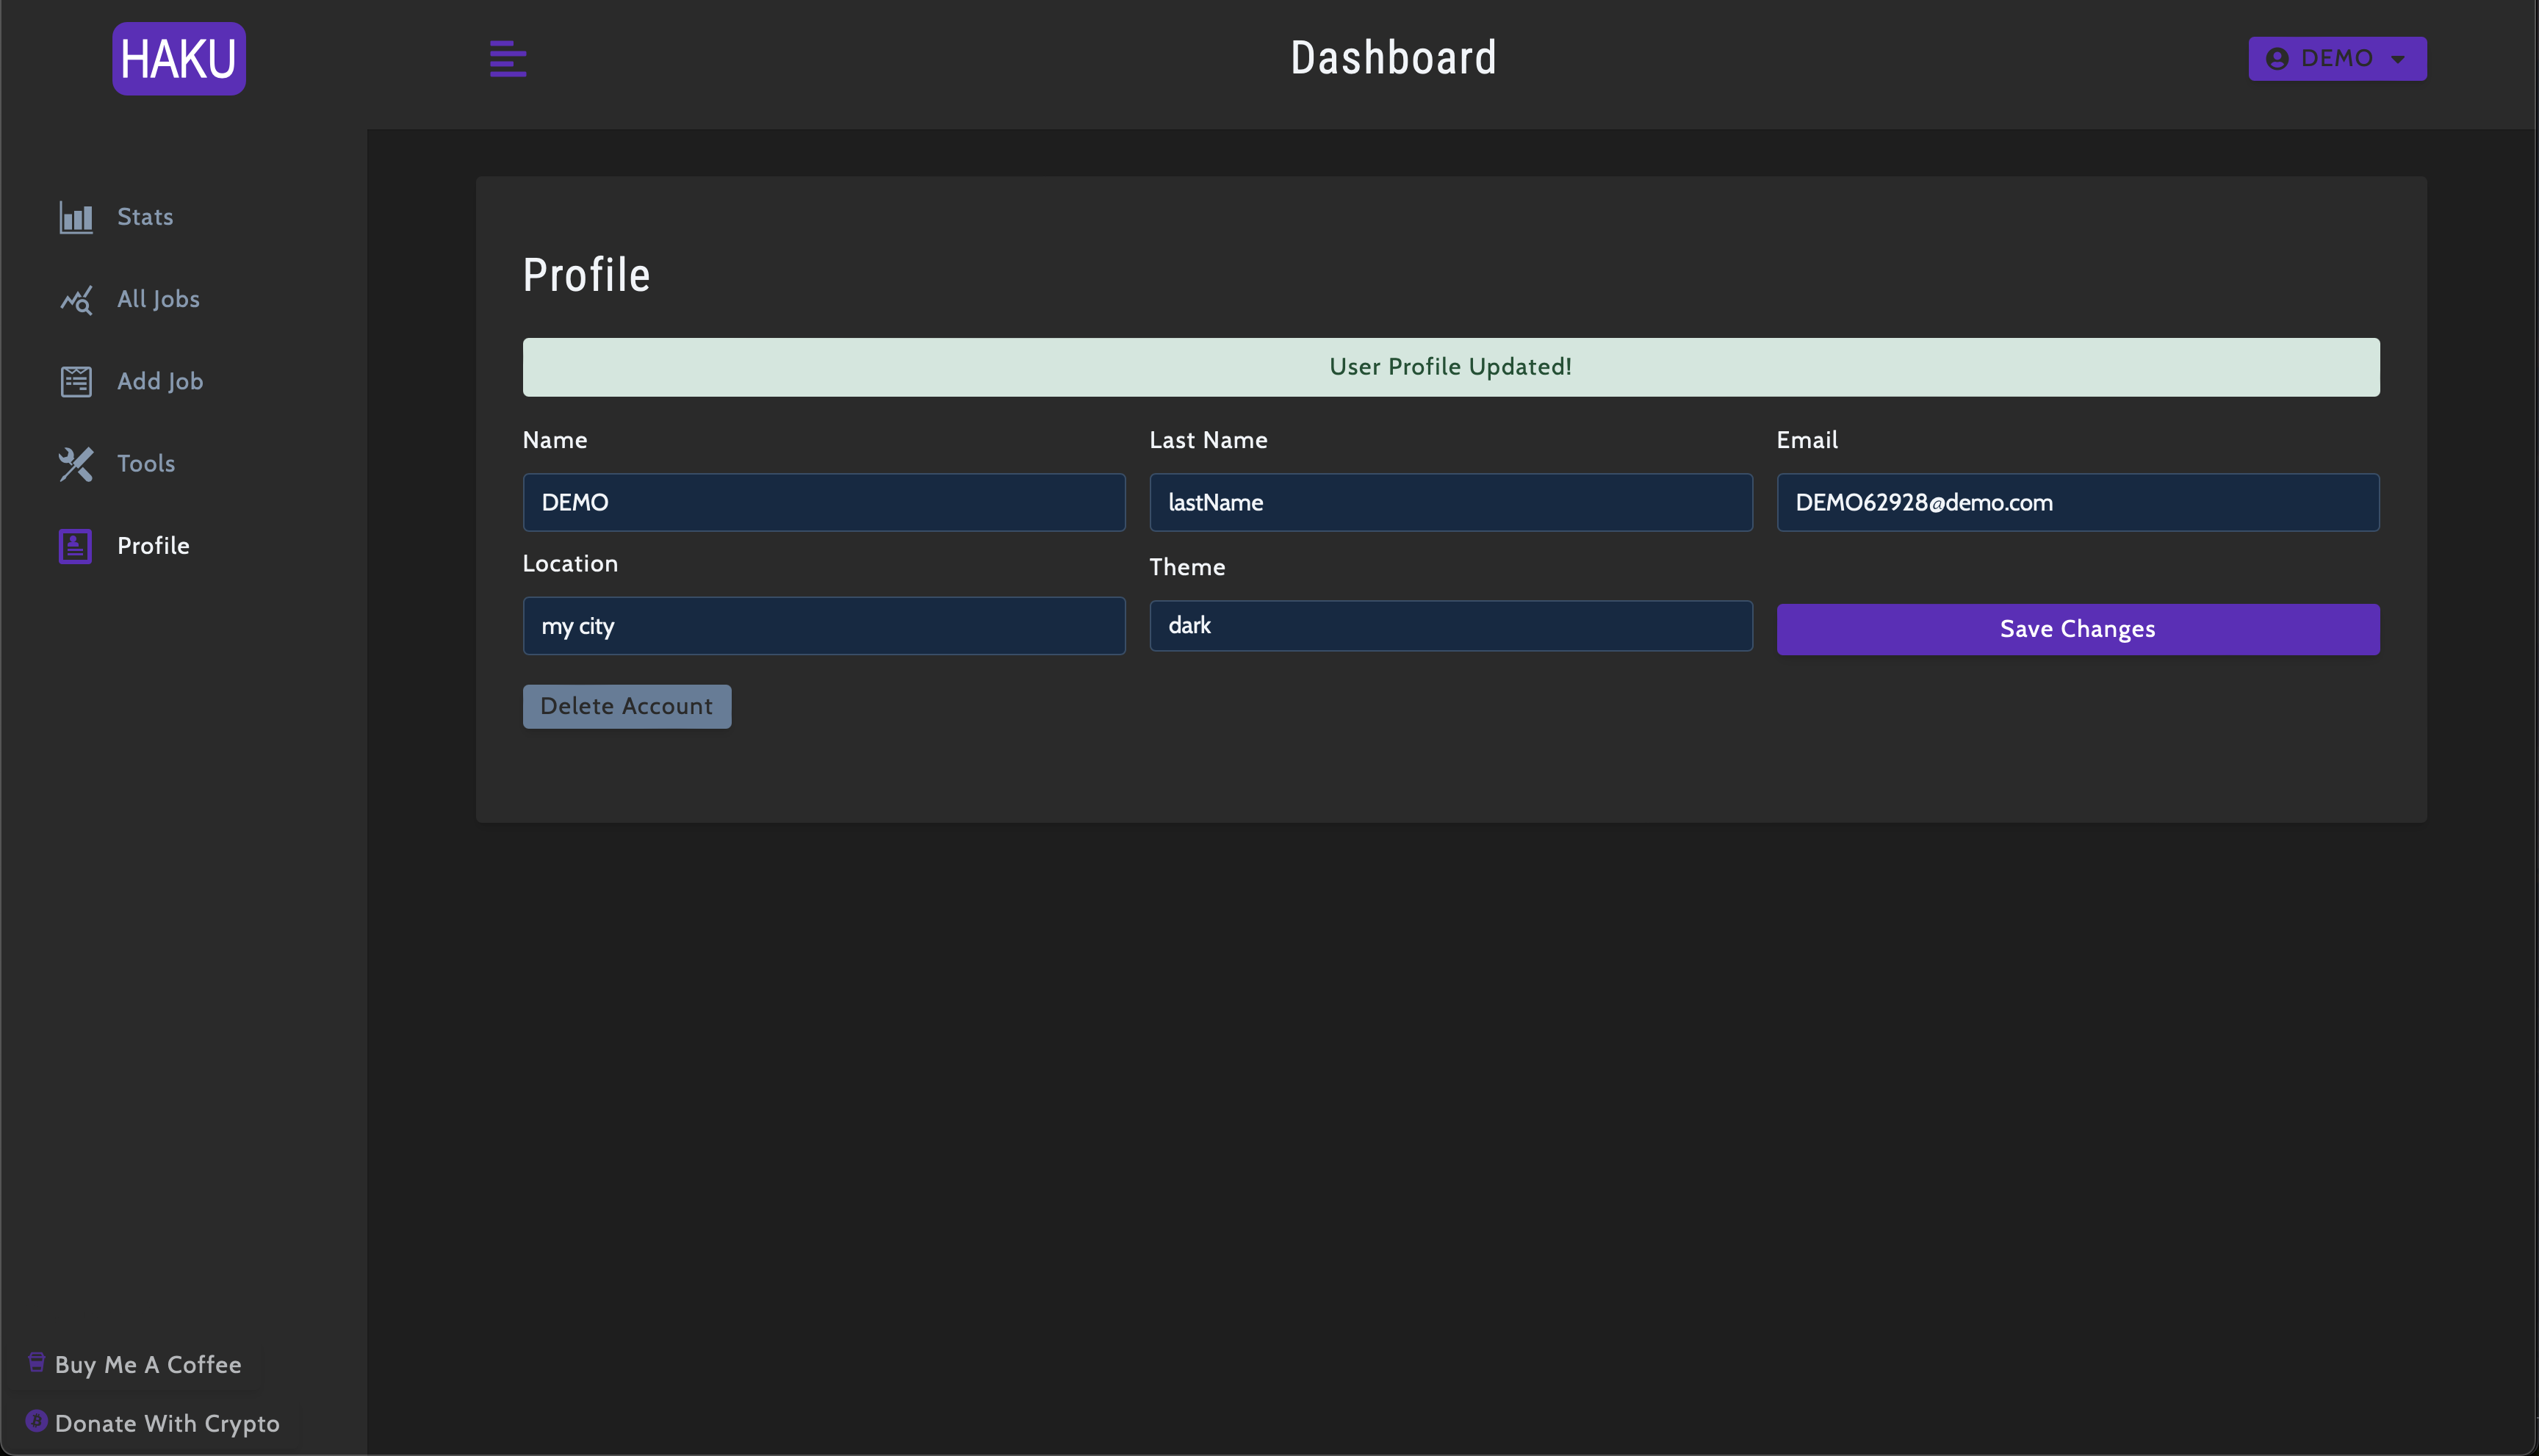 HAKU
Dashboard
DEMO
Stats
All Jobs
Add Job
Tools
Profile
Profile
User Profile Updated!
Name
Last Name
Email
DEMO
lastName
DEMO62928@demo.com
Location
Theme
my city
dark
Save Changes
Delete Account
Buy Me A Coffee
Donate With Crypto